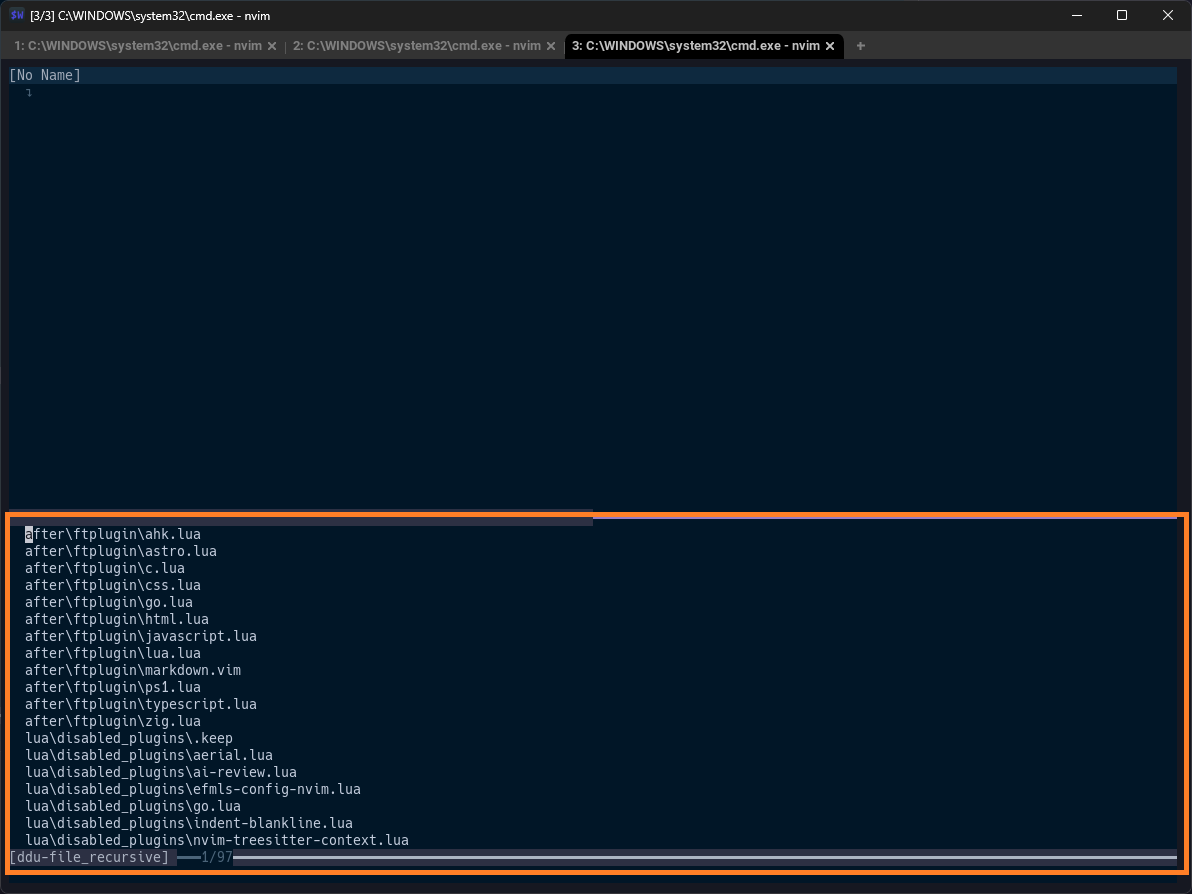 SW [3/3] C:\WINDOWS\system32\cmd.exe - nvim
1: C:\WINDOWS\system32\cmd.exe - nvim × | 2: C:\WINDOWS\system32\cmd.exe - nvim × 3: C:\WINDOWS\system32\cmd.exe - nvim × +
[No Name]
after\ftplugin\ahk.lua
after\ftplugin\astro.lua
after\ftplugin\c.lua
after\ftplugin\css.lua
after\ftplugin\go.lua
after\ftplugin\html.lua
after\ftplugin\javascript.lua
after\ftplugin\lua.lua
after\ftplugin\markdown.vim
after\ftplugin\ps1.lua
after\ftplugin\typescript.lua
after\ftplugin\zig.lua
lua\disabled_plugins\.keep
lua\disabled_plugins\aerial.lua
lua\disabled_plugins\ai-review.lua
lua\disabled_plugins\efmls-config-nvim.lua
lua\disabled_plugins\go.lua
lua\disabled_plugins\indent-blankline.lua
lua\disabled_plugins\nvim-treesitter-context.lua
[ddu-file_recursive] 1/97